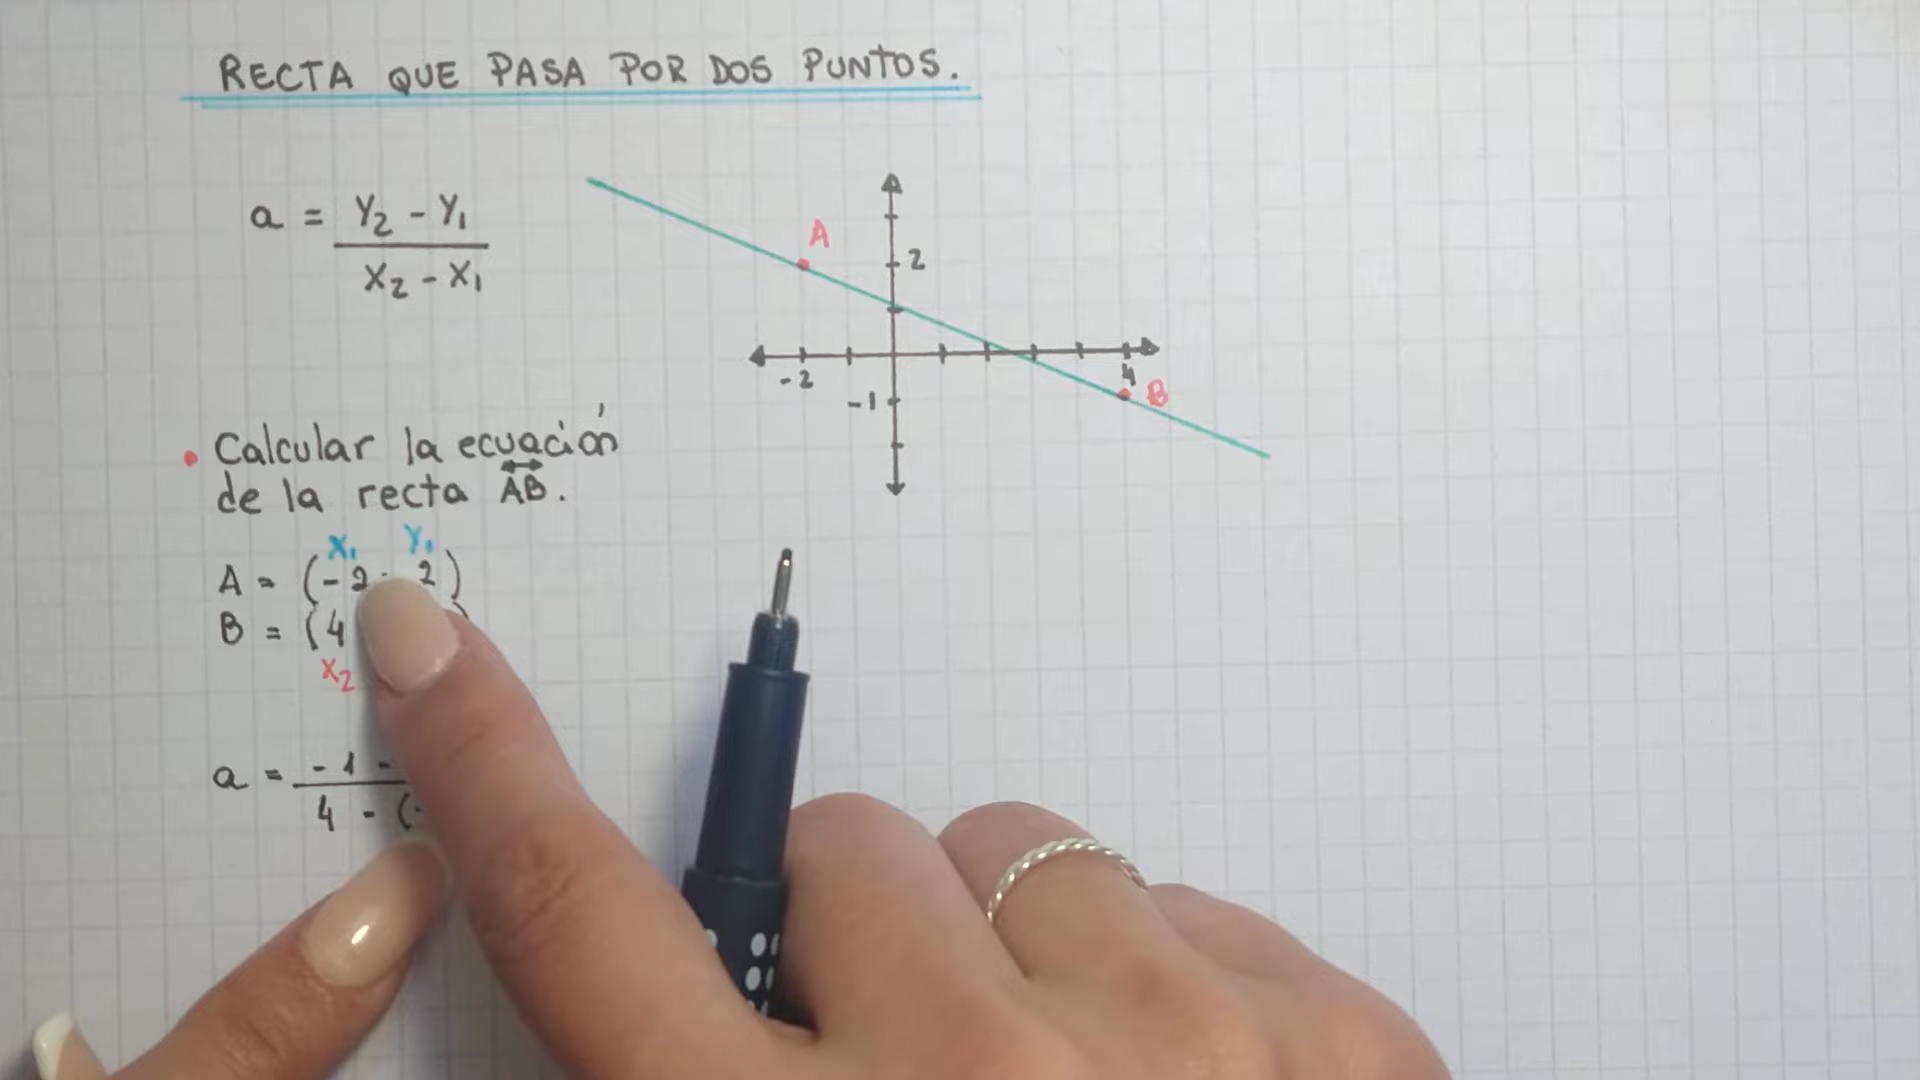 RECTA QUE PASA POR DOS PUNTOS.
a = Y₂ - Y₁
X₂ - X₁
A
2
-2
4
B
-1
• Calcular la ecuación
de la recta AB.
X₁ Y₁
A = (-2 2)
B = (4 )
X₂
a = -1 -
4 - (-